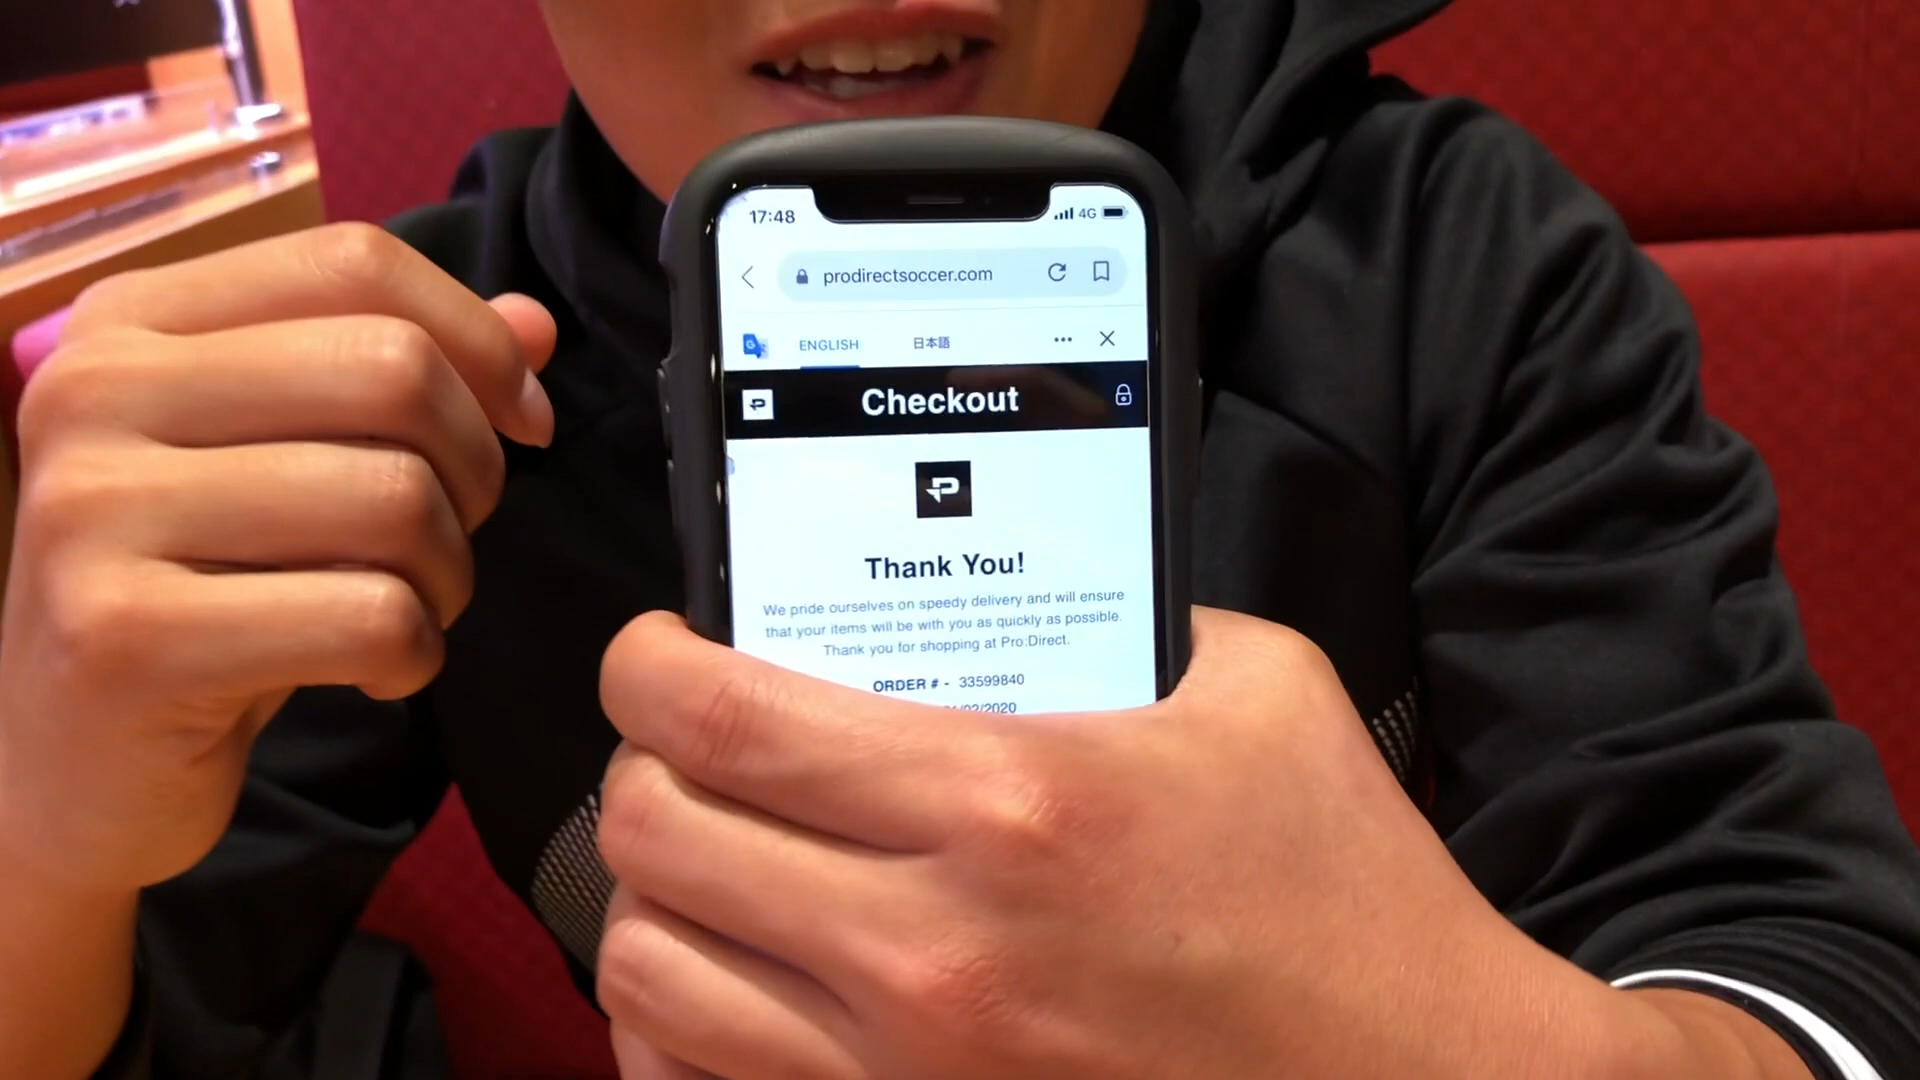 17:48
4G
prodirectsoccer.com
ENGLISH 日本語
Checkout
Thank You!
We pride ourselves on speedy delivery and will ensure
that your items will be with you as quickly as possible.
Thank you for shopping at Pro:Direct.
ORDER # - 33599840
/02/2020